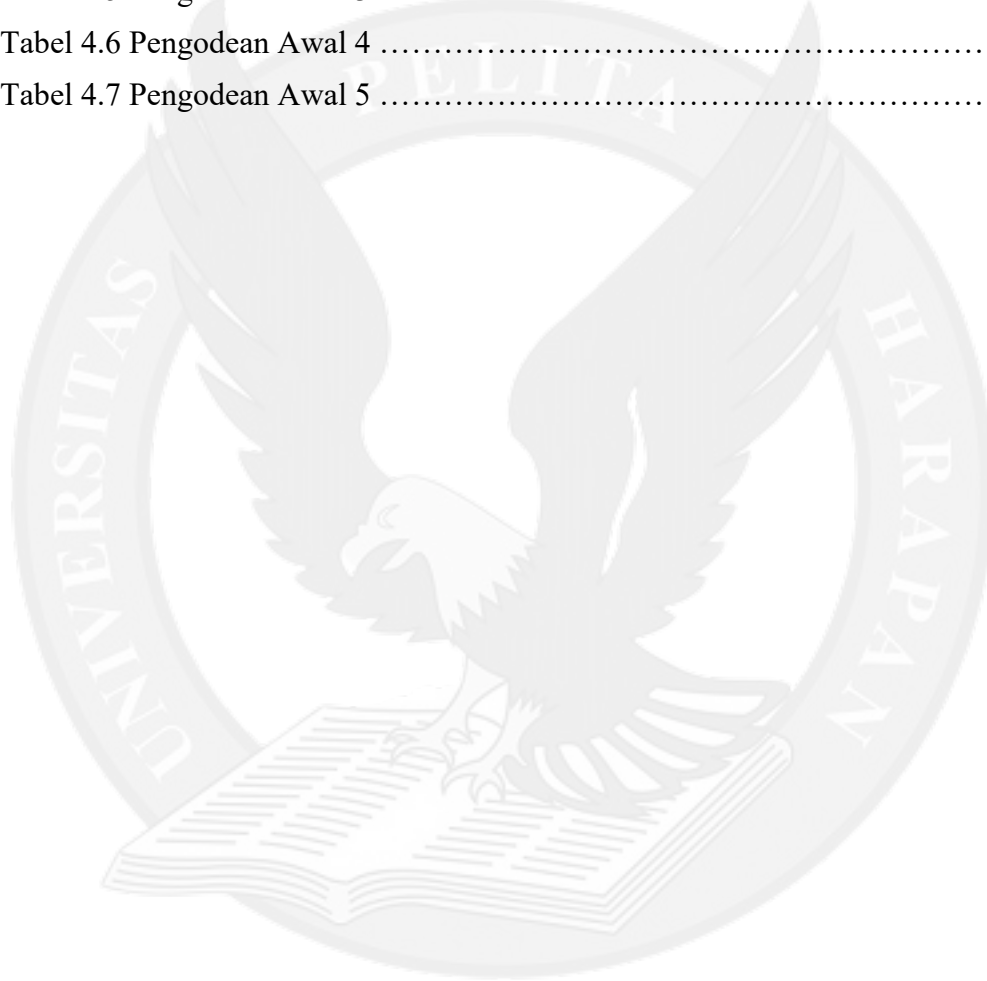 Tabel 4.6 Pengodean Awal 4 ……………………………….………………
Tabel 4.7 Pengodean Awal 5 ……………………………….………………
UNIVERSITAS PELITA HARAPAN